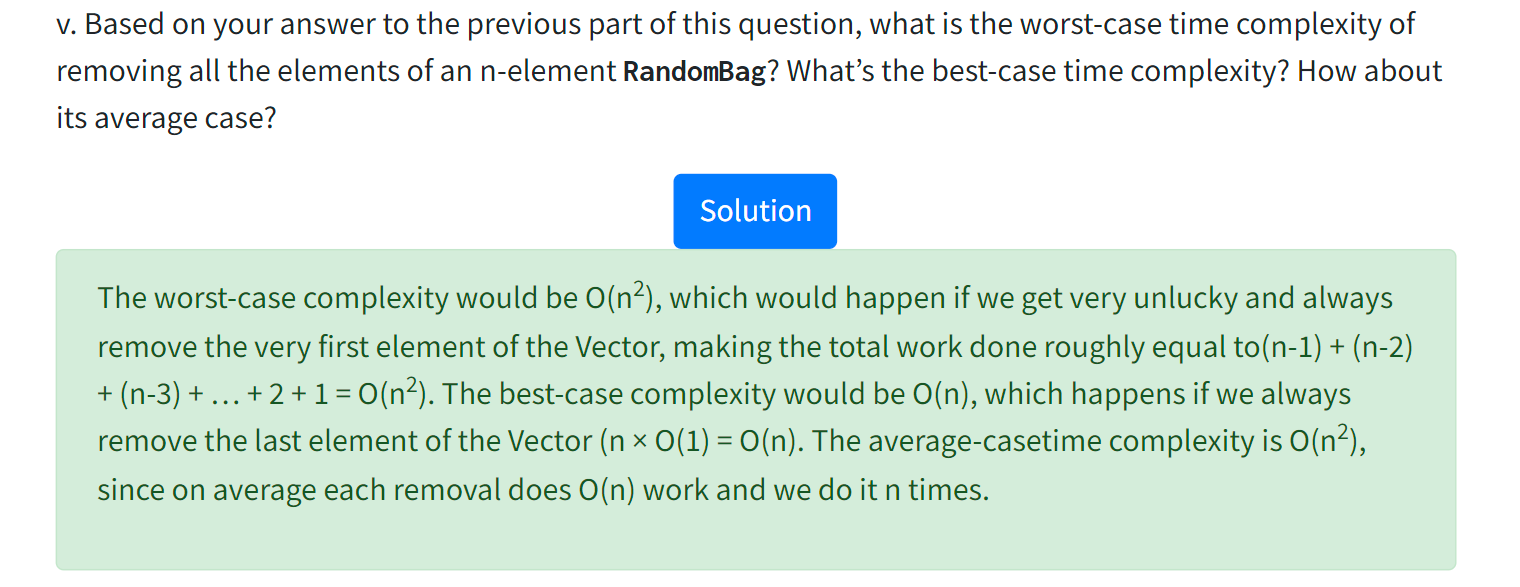 v. Based on your answer to the previous part of this question, what is the worst-case time complexity of
removing all the elements of an n-element RandomBag? What’s the best-case time complexity? How about
its average case?
Solution
The worst-case complexity would be O(n²), which would happen if we get very unlucky and always
remove the very first element of the Vector, making the total work done roughly equal to(n-1) + (n-2)
+ (n-3) + … + 2 + 1 = O(n²). The best-case complexity would be O(n), which happens if we always
remove the last element of the Vector (n × O(1) = O(n). The average-casetime complexity is O(n²),
since on average each removal does O(n) work and we do it n times.